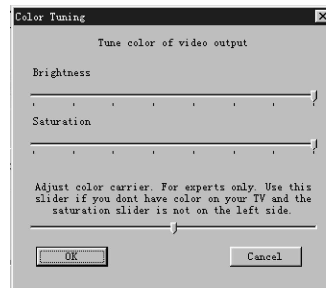 Color Tuning
Tune color of video output
Brightness
Saturation
Adjust color carrier. For experts only. Use this
slider if you dont have color on your TV and the
saturation slider is not on the left side.
OK
Cancel